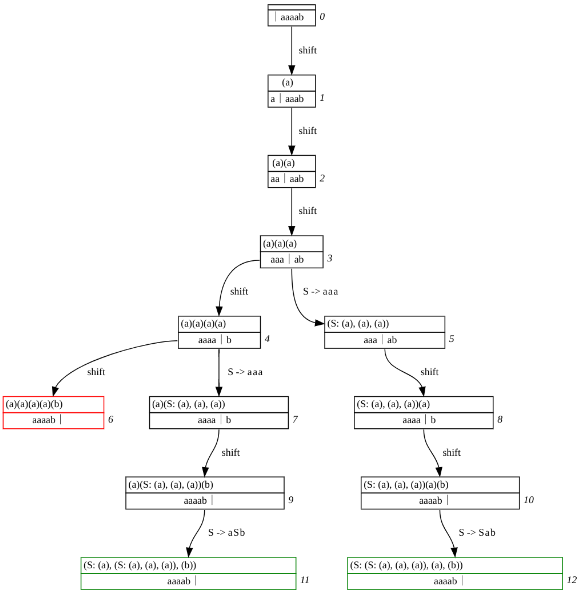 | aaaab 0
shift
(a)
a | aaab 1
shift
(a)(a)
aa | aab 2
shift
(a)(a)(a)
aaa | ab 3
shift S -> aaa
(a)(a)(a)(a) (S: (a), (a), (a))
aaaa | b 4 aaa | ab 5
shift S -> aaa shift
(a)(a)(a)(a)(b) (a)(S: (a), (a), (a)) (S: (a), (a), (a))(a)
aaaab | 6 aaaa | b 7 aaaa | b 8
shift shift
(a)(S: (a), (a), (a))(b) (S: (a), (a), (a))(a)(b)
aaaab | 9 aaaab | 10
S -> aSb S -> Sab
(S: (a), (S: (a), (a), (a)), (b)) (S: (S: (a), (a), (a)), (a), (b))
aaaab | 11 aaaab | 12